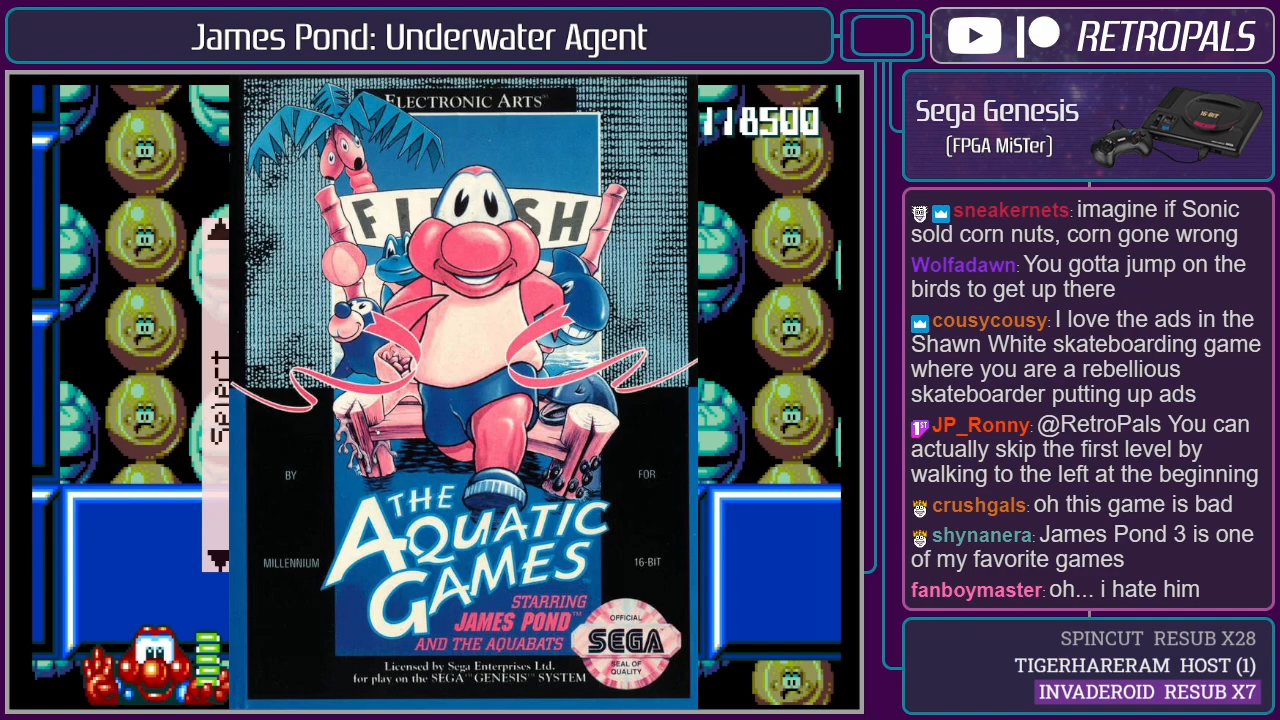 James Pond: Underwater Agent
RETROPALS
Sega Genesis
(FPGA MiSTer)
16-BIT
ELECTRONIC ARTS
118500
FINISH
Select
BY
FOR
MILLENNIUM
16-BIT
THE
AQUATIC
GAMES
STARRING
JAMES POND™
AND THE AQUABATS
OFFICIAL
SEGA
SEAL OF
QUALITY
Licensed by Sega Enterprises Ltd.
for play on the SEGA™ GENESIS™ SYSTEM
sneakernets: imagine if Sonic
sold corn nuts, corn gone wrong
Wolfadawn: You gotta jump on the
birds to get up there
cousycousy: I love the ads in the
Shawn White skateboarding game
where you are a rebellious
skateboarder putting up ads
1ST JP_Ronny: @RetroPals You can
actually skip the first level by
walking to the left at the beginning
crushgals: oh this game is bad
shynanera: James Pond 3 is one
of my favorite games
fanboymaster: oh... i hate him
SPINCUT RESUB X28
TIGERHARERAM HOST (1)
INVADEROID RESUB X7